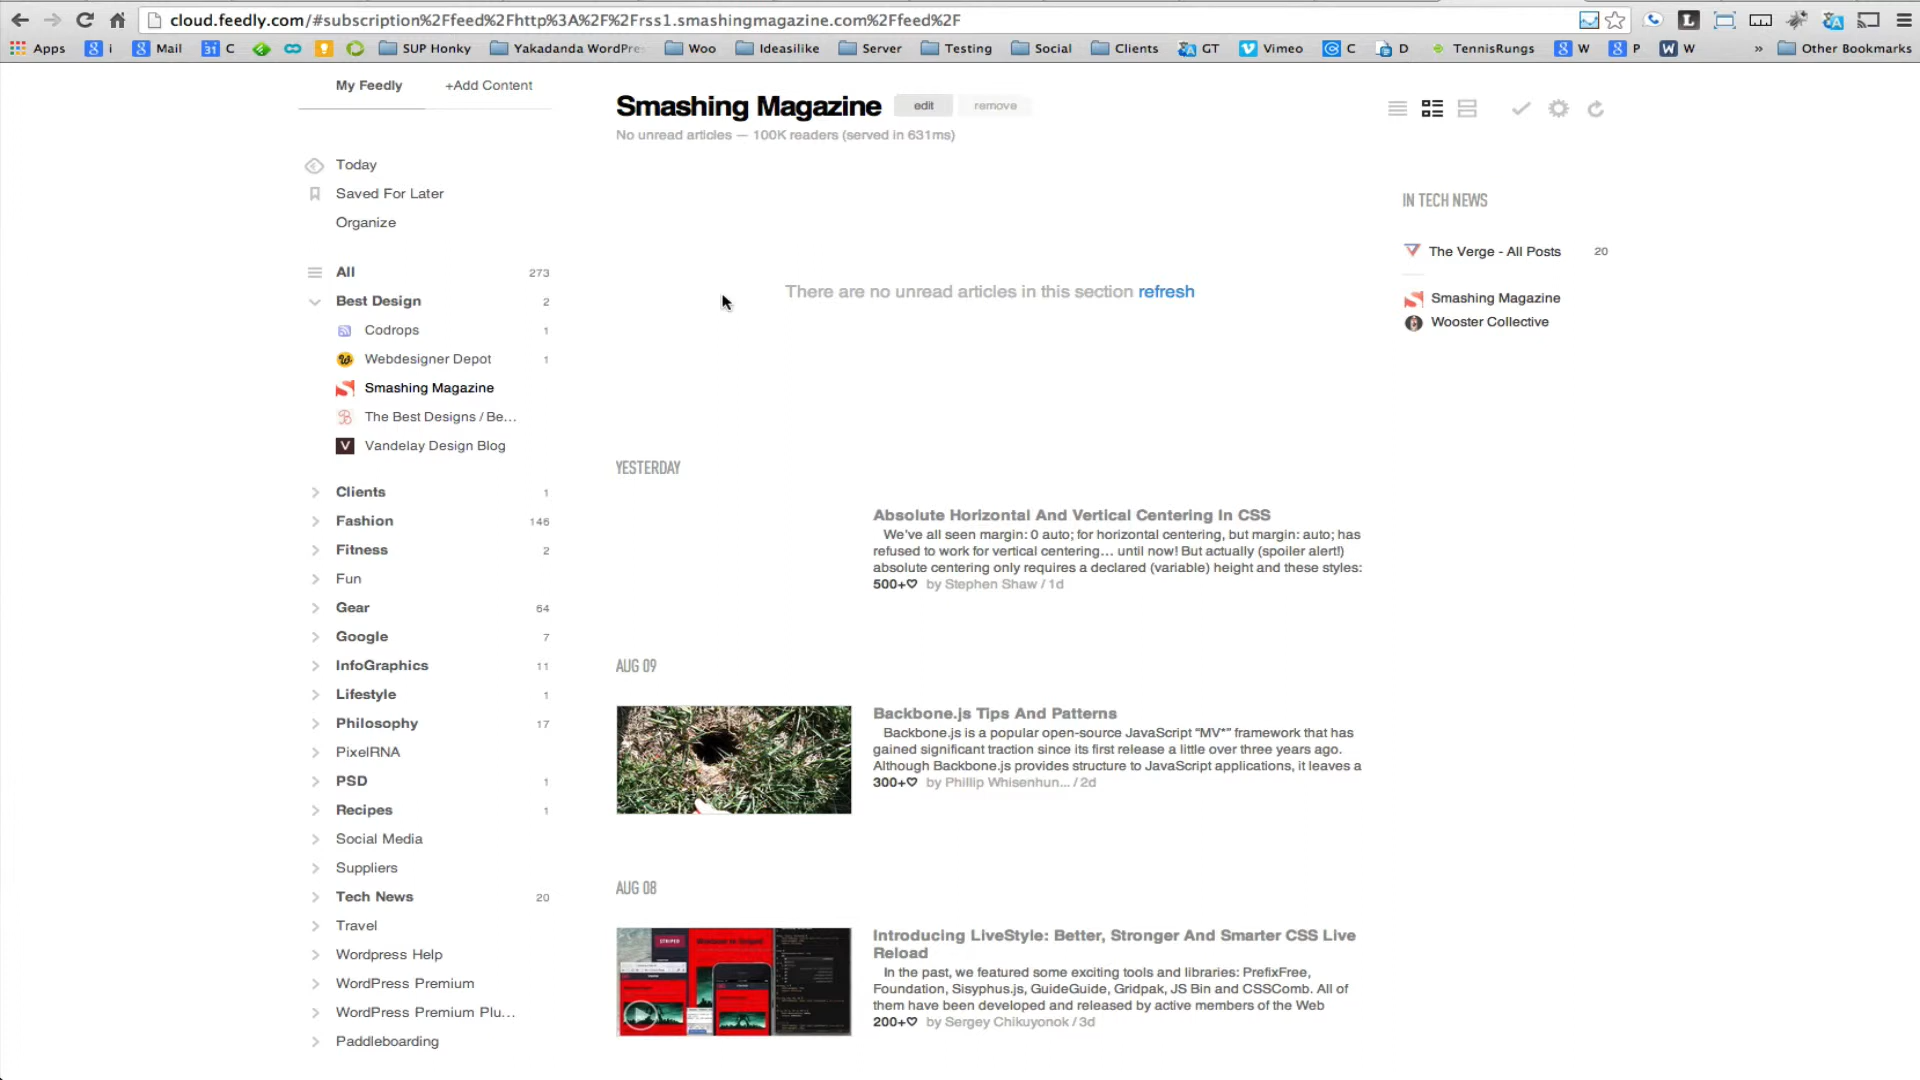 cloud.feedly.com/#subscription%2Ffeed%2Fhttp%3A%2F%2Frss1.smashingmagazine.com%2Ffeed%2F
Apps i Mail C SUP Honky Yakadanda WordPre Woo Ideasilike Server Testing Social Clients GT Vimeo C D TennisRungs W P W » Other Bookmarks
My Feedly +Add Content
Today
Saved For Later
Organize
All 273
Best Design 2
Codrops 1
Webdesigner Depot 1
Smashing Magazine
The Best Designs / Be...
Vandelay Design Blog
Clients 1
Fashion 146
Fitness 2
Fun
Gear 64
Google 7
InfoGraphics 11
Lifestyle 1
Philosophy 17
PixelRNA
PSD 1
Recipes 1
Social Media
Suppliers
Tech News 20
Travel
Wordpress Help
WordPress Premium
WordPress Premium Plu...
Paddleboarding
Smashing Magazine edit remove
No unread articles — 100K readers (served in 631ms)
There are no unread articles in this section refresh
YESTERDAY
Absolute Horizontal And Vertical Centering In CSS
We've all seen margin: 0 auto; for horizontal centering, but margin: auto; has
refused to work for vertical centering… until now! But actually (spoiler alert!)
absolute centering only requires a declared (variable) height and these styles:
500+ by Stephen Shaw / 1d
AUG 09
Backbone.js Tips And Patterns
Backbone.js is a popular open-source JavaScript “MV*” framework that has
gained significant traction since its first release a little over three years ago.
Although Backbone.js provides structure to JavaScript applications, it leaves a
300+ by Phillip Whisenhun... / 2d
AUG 08
Introducing LiveStyle: Better, Stronger And Smarter CSS Live
Reload
In the past, we featured some exciting tools and libraries: PrefixFree,
Foundation, Sisyphus.js, GuideGuide, Gridpak, JS Bin and CSSComb. All of
them have been developed and released by active members of the Web
200+ by Sergey Chikuyonok / 3d
IN TECH NEWS
The Verge - All Posts 20
Smashing Magazine
Wooster Collective